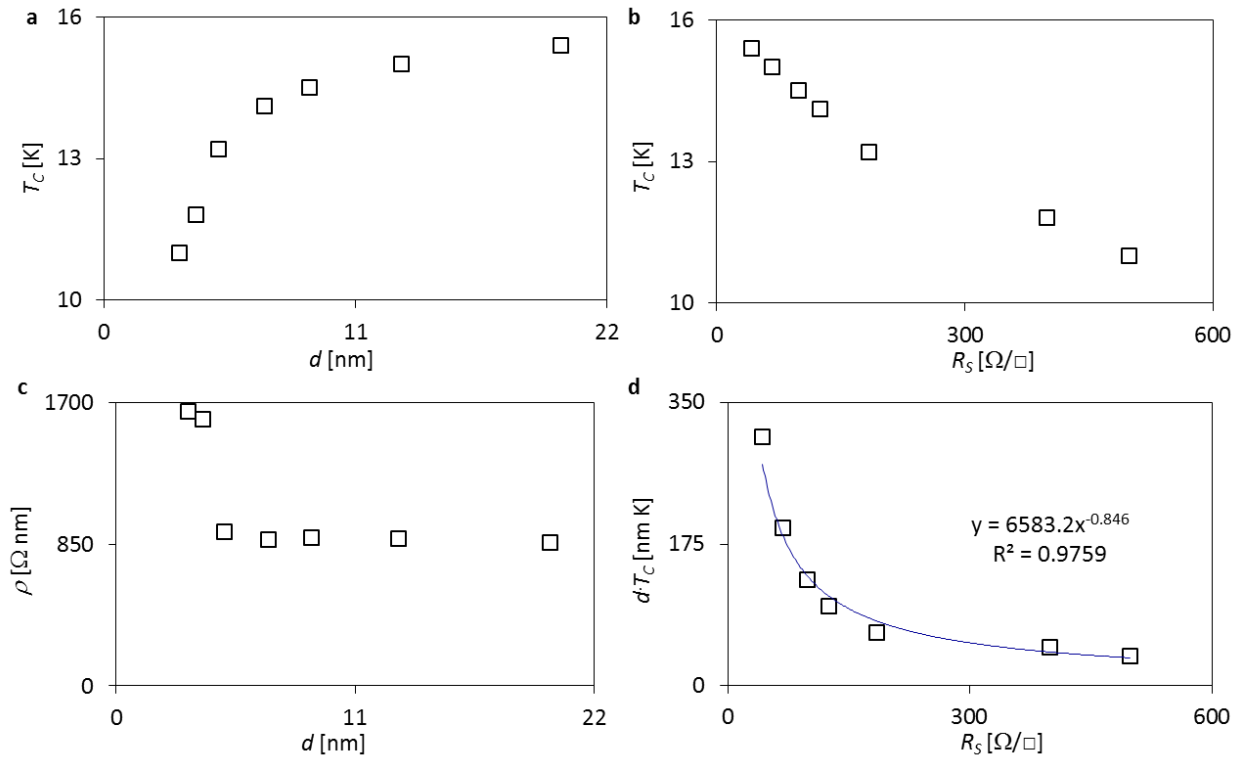 a
16
13
10
T_C [K]
0
11
22
d [nm]
b
16
13
10
T_C [K]
0
300
600
R_S [Ω/□]
c
1700
850
0
ρ [Ω nm]
0
11
22
d [nm]
d
350
175
0
d·T_C [nm K]
y = 6583.2x^-0.846
R² = 0.9759
0
300
600
R_S [Ω/□]